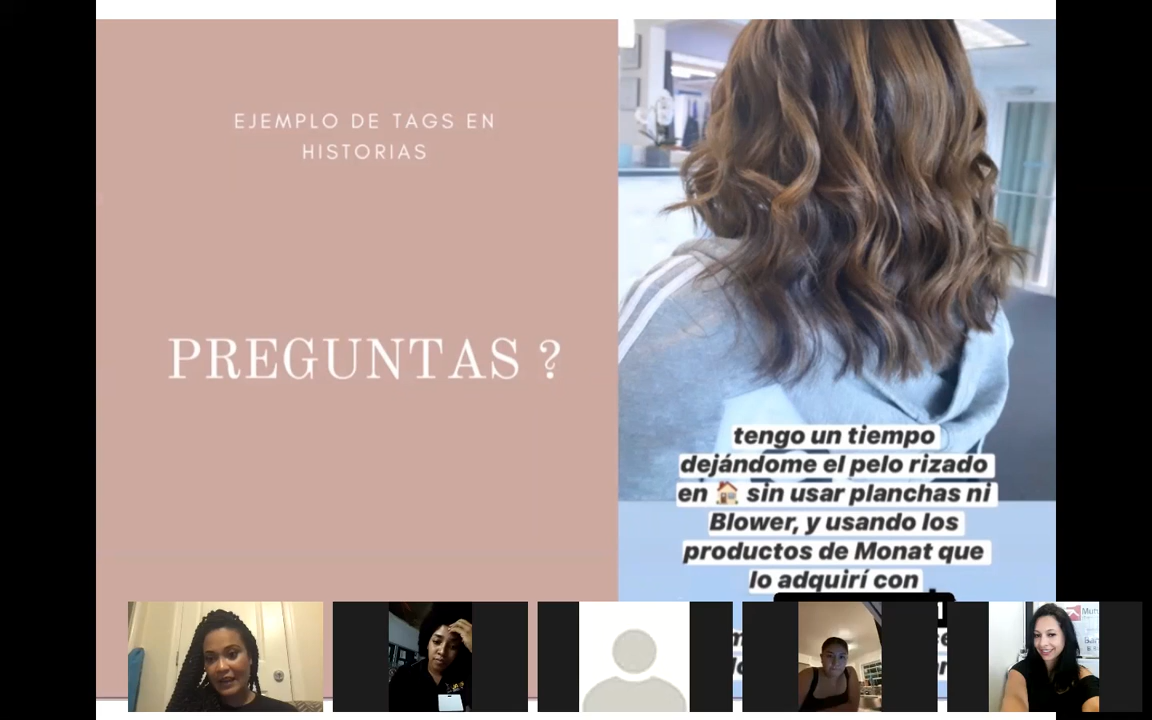 EJEMPLO DE TAGS EN
HISTORIAS
PREGUNTAS ?
tengo un tiempo
dejándome el pelo rizado
en 🏠 sin usar planchas ni
Blower, y usando los
productos de Monat que
lo adquirí con